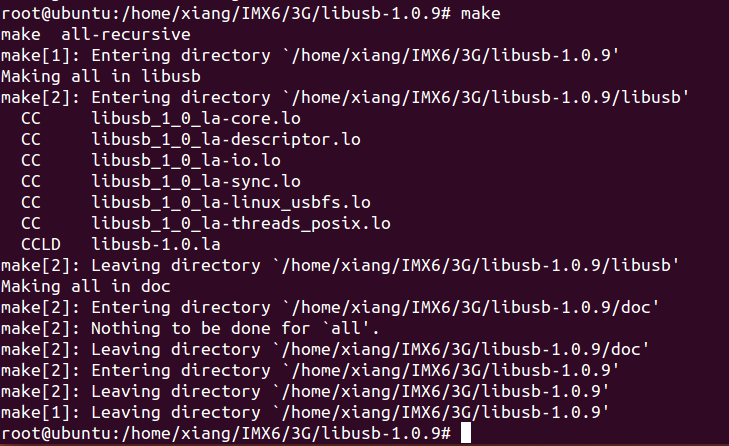 root@ubuntu:/home/xiang/IMX6/3G/libusb-1.0.9# make
make  all-recursive
make[1]: Entering directory `/home/xiang/IMX6/3G/libusb-1.0.9'
Making all in libusb
make[2]: Entering directory `/home/xiang/IMX6/3G/libusb-1.0.9/libusb'
  CC     libusb_1_0_la-core.lo
  CC     libusb_1_0_la-descriptor.lo
  CC     libusb_1_0_la-io.lo
  CC     libusb_1_0_la-sync.lo
  CC     libusb_1_0_la-linux_usbfs.lo
  CC     libusb_1_0_la-threads_posix.lo
  CCLD   libusb-1.0.la
make[2]: Leaving directory `/home/xiang/IMX6/3G/libusb-1.0.9/libusb'
Making all in doc
make[2]: Entering directory `/home/xiang/IMX6/3G/libusb-1.0.9/doc'
make[2]: Nothing to be done for `all'.
make[2]: Leaving directory `/home/xiang/IMX6/3G/libusb-1.0.9/doc'
make[2]: Entering directory `/home/xiang/IMX6/3G/libusb-1.0.9'
make[2]: Leaving directory `/home/xiang/IMX6/3G/libusb-1.0.9'
make[1]: Leaving directory `/home/xiang/IMX6/3G/libusb-1.0.9'
root@ubuntu:/home/xiang/IMX6/3G/libusb-1.0.9#